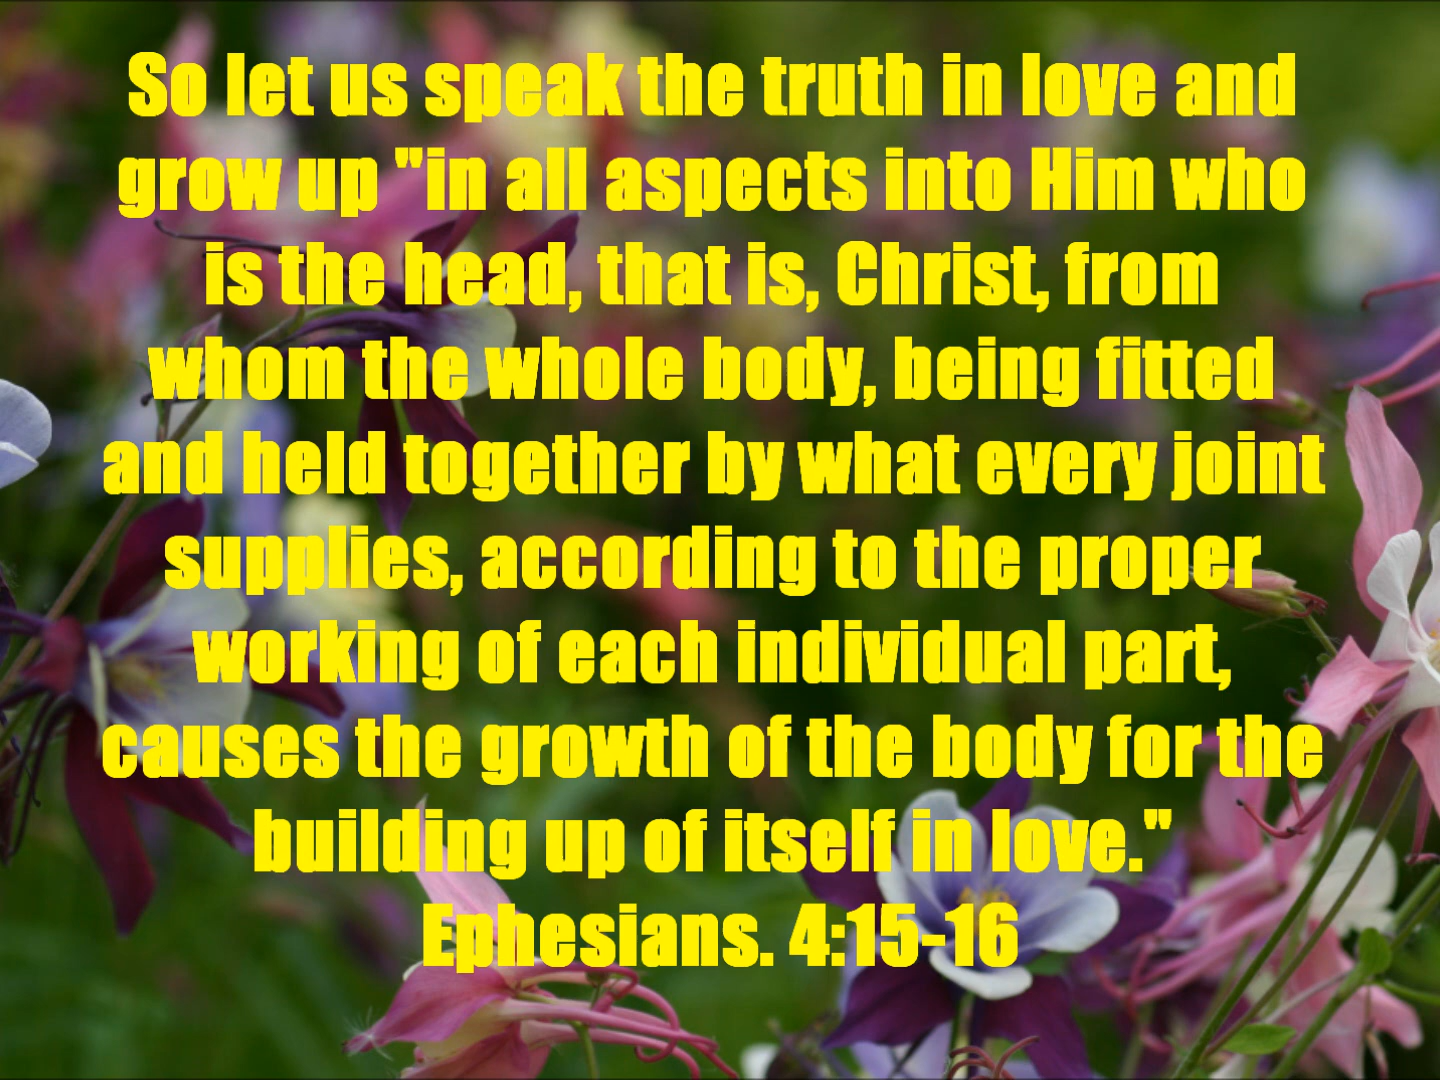 So let us speak the truth in love and
grow up "in all aspects into Him who
is the head, that is, Christ, from
whom the whole body, being fitted
and held together by what every joint
supplies, according to the proper
working of each individual part,
causes the growth of the body for the
building up of itself in love."
Ephesians. 4:15-16